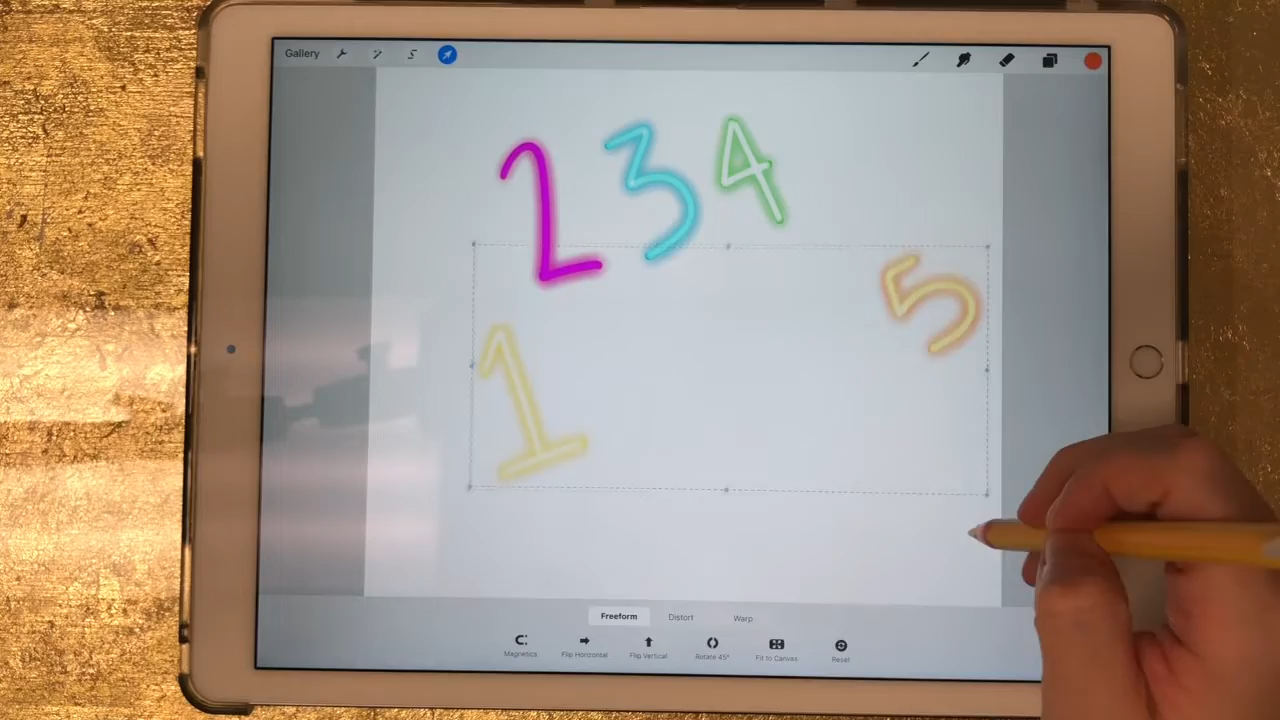 Gallery
2 3 4
5
1
Freeform Distort Warp
Magnetics Flip Horizontal Flip Vertical Rotate 45° Fit to Canvas Reset